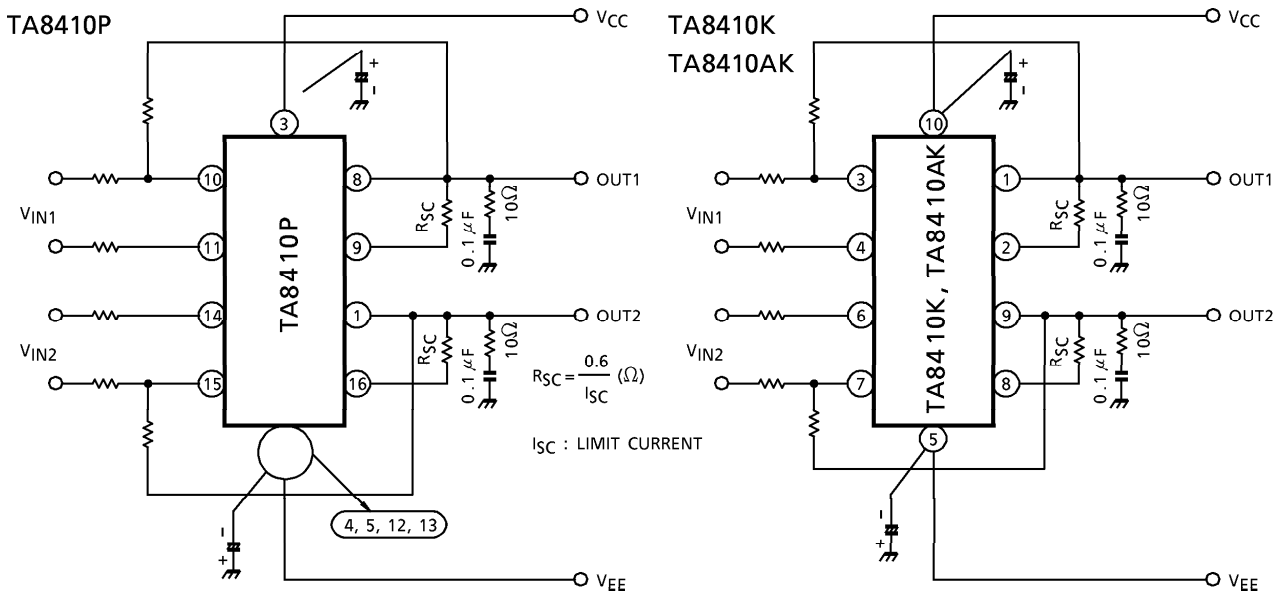 TA8410P
VCC
+
-
3
10
8
OUT1
VIN1
RSC
10Ω
0.1 μF
11
9
TA8410P
14
1
OUT2
VIN2
RSC
10Ω
0.1 μF
15
16
RSC = 0.6 / ISC (Ω)
ISC : LIMIT CURRENT
4, 5, 12, 13
-
+
VEE
TA8410K
TA8410AK
VCC
+
-
10
3
1
OUT1
VIN1
RSC
10Ω
0.1 μF
4
2
TA8410K, TA8410AK
6
9
OUT2
VIN2
RSC
10Ω
0.1 μF
7
8
5
-
+
VEE